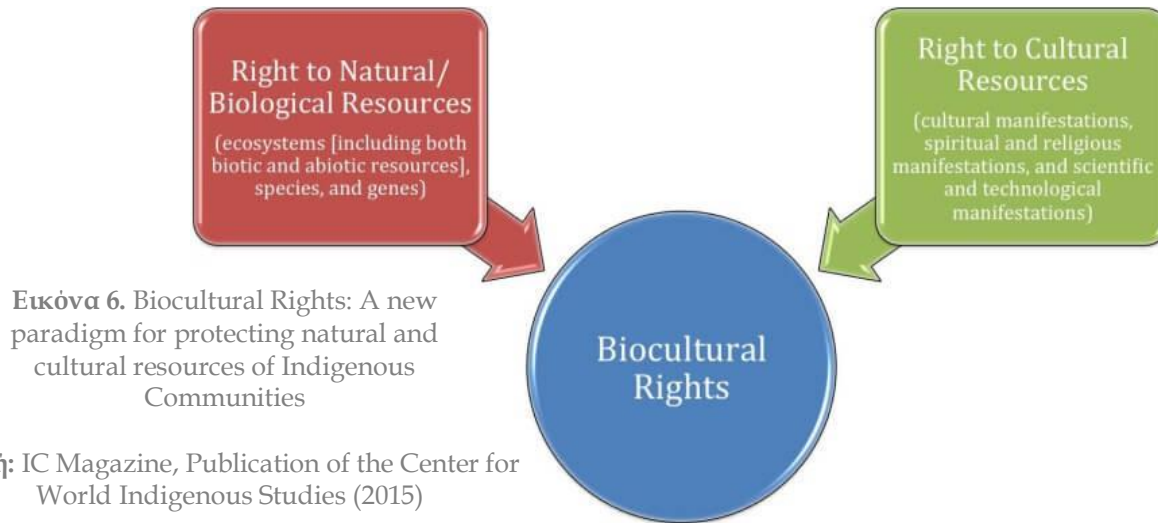 Right to Natural/
Biological Resources
(ecosystems [including both
biotic and abiotic resources],
species, and genes)
Right to Cultural
Resources
(cultural manifestations,
spiritual and religious
manifestations, and scientific
and technological
manifestations)
Biocultural
Rights
Εικόνα 6. Biocultural Rights: A new
paradigm for protecting natural and
cultural resources of Indigenous
Communities
IC Magazine, Publication of the Center for
World Indigenous Studies (2015)